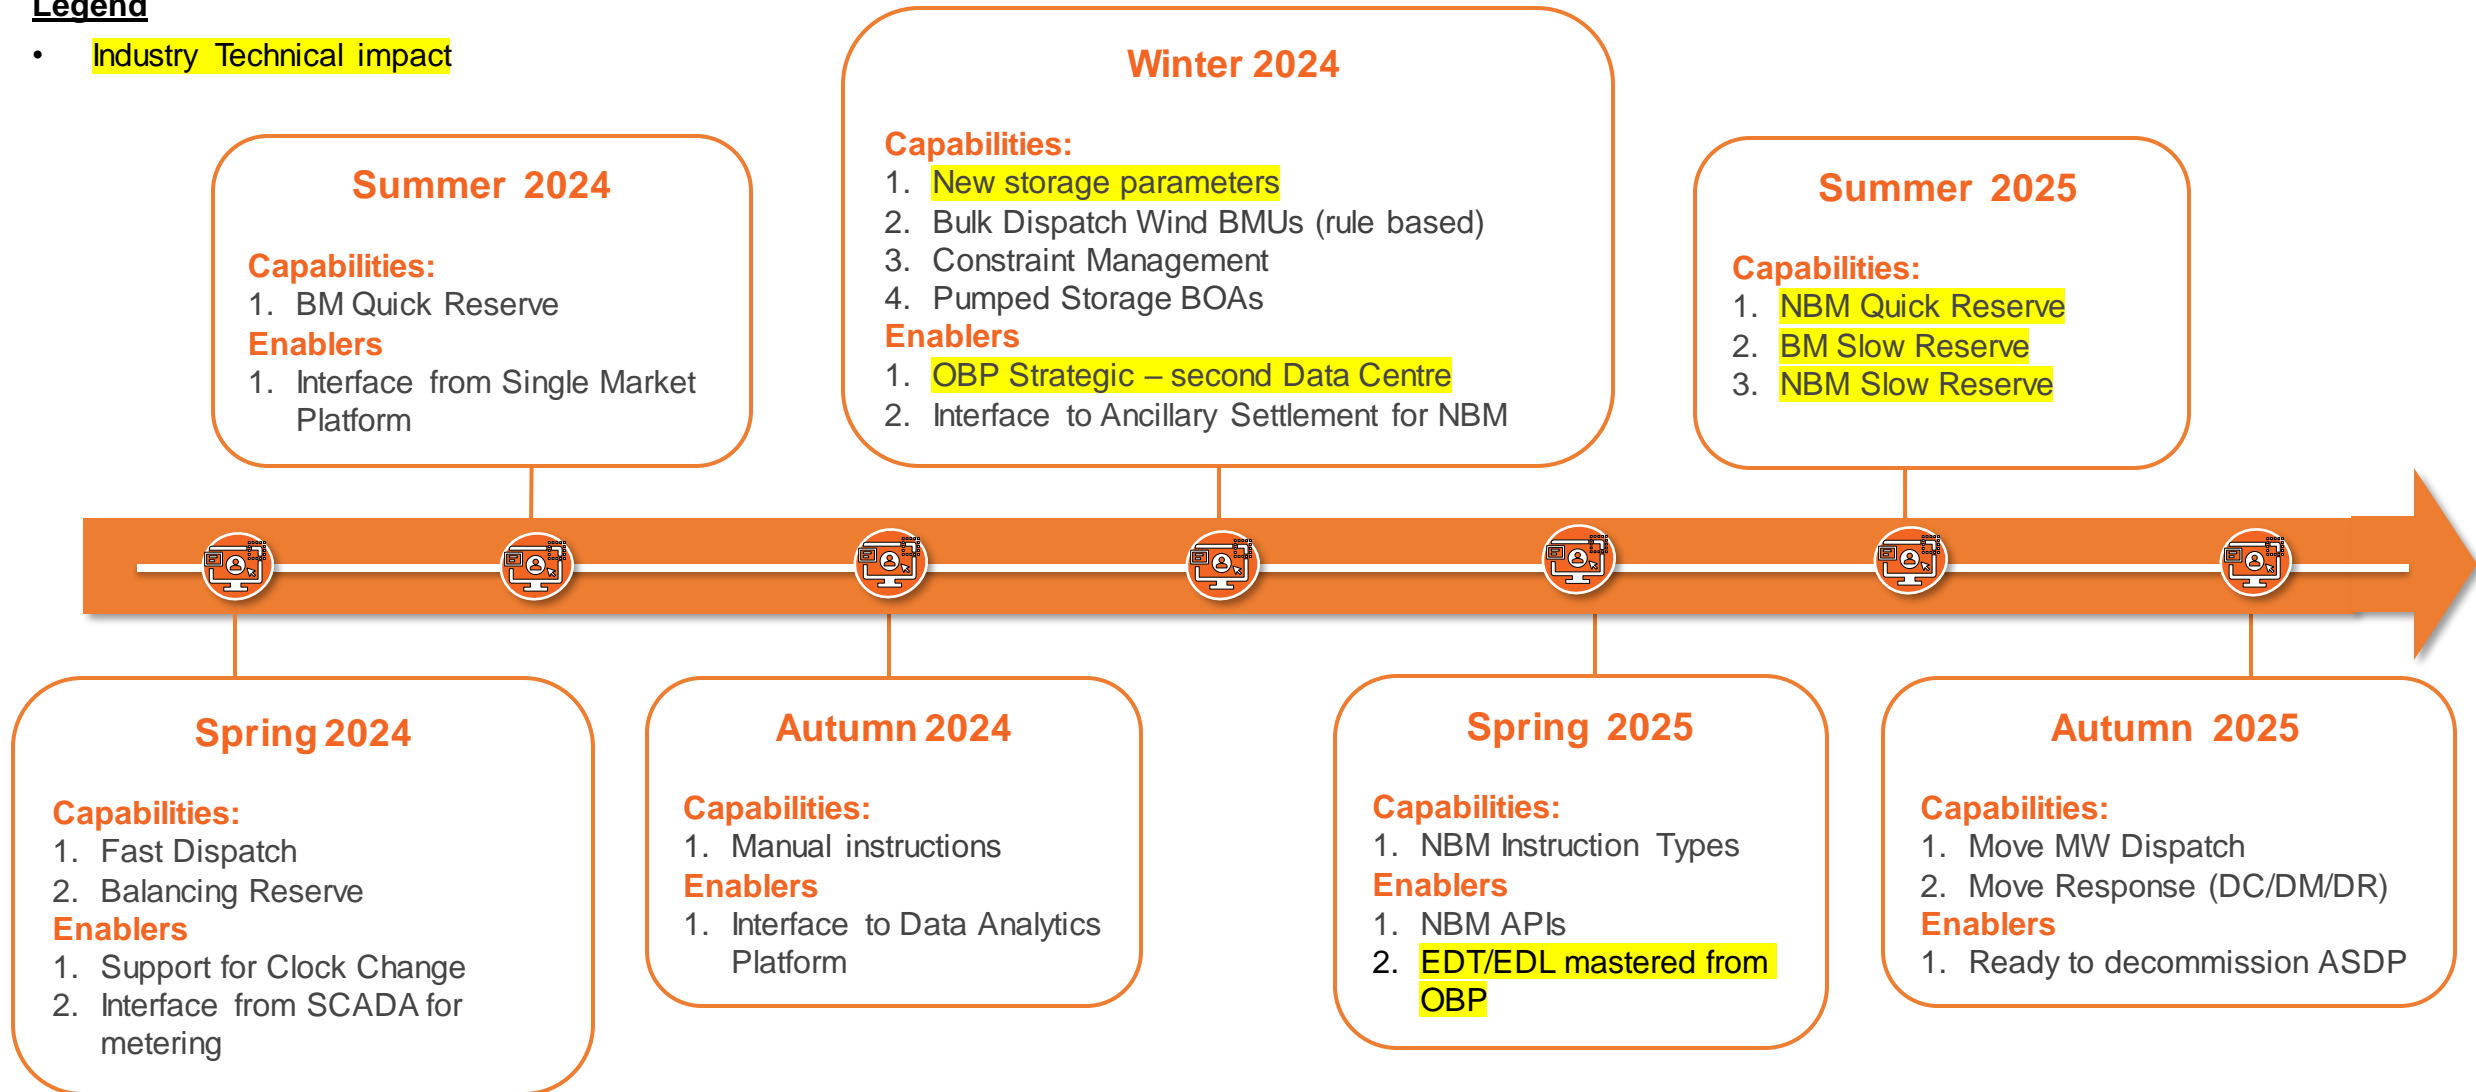 Legend
• Industry Technical impact
Winter 2024
Capabilities:
1. New storage parameters
2. Bulk Dispatch Wind BMUs (rule based)
3. Constraint Management
4. Pumped Storage BOAs
Enablers
1. OBP Strategic – second Data Centre
2. Interface to Ancillary Settlement for NBM
Summer 2024
Capabilities:
1. BM Quick Reserve
Enablers
1. Interface from Single Market
Platform
Summer 2025
Capabilities:
1. NBM Quick Reserve
2. BM Slow Reserve
3. NBM Slow Reserve
Spring 2024
Capabilities:
1. Fast Dispatch
2. Balancing Reserve
Enablers
1. Support for Clock Change
2. Interface from SCADA for
metering
Autumn 2024
Capabilities:
1. Manual instructions
Enablers
1. Interface to Data Analytics
Platform
Spring 2025
Capabilities:
1. NBM Instruction Types
Enablers
1. NBM APIs
2. EDT/EDL mastered from
OBP
Autumn 2025
Capabilities:
1. Move MW Dispatch
2. Move Response (DC/DM/DR)
Enablers
1. Ready to decommission ASDP